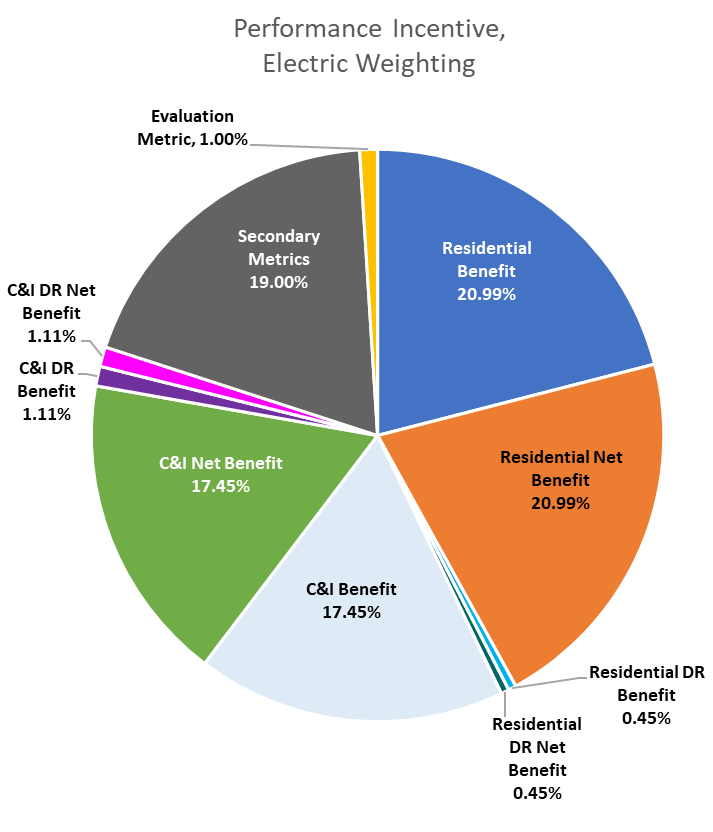 Performance Incentive,
Electric Weighting
Evaluation
Metric, 1.00%
Residential
Benefit
20.99%
Residential Net
Benefit
20.99%
Residential DR
Benefit
0.45%
Residential
DR Net
Benefit
0.45%
C&I Benefit
17.45%
C&I Net Benefit
17.45%
C&I DR
Benefit
1.11%
C&I DR Net
Benefit
1.11%
Secondary
Metrics
19.00%